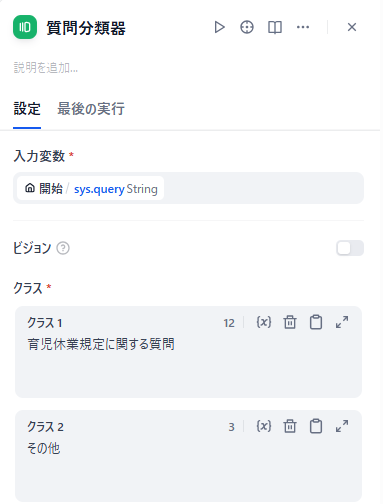 質問分類器
説明を追加...
設定 最後の実行
入力変数 *
開始 / sys.query String
ビジョン
クラス *
クラス 1 12 {x}
育児休業規定に関する質問
クラス 2 3 {x}
その他